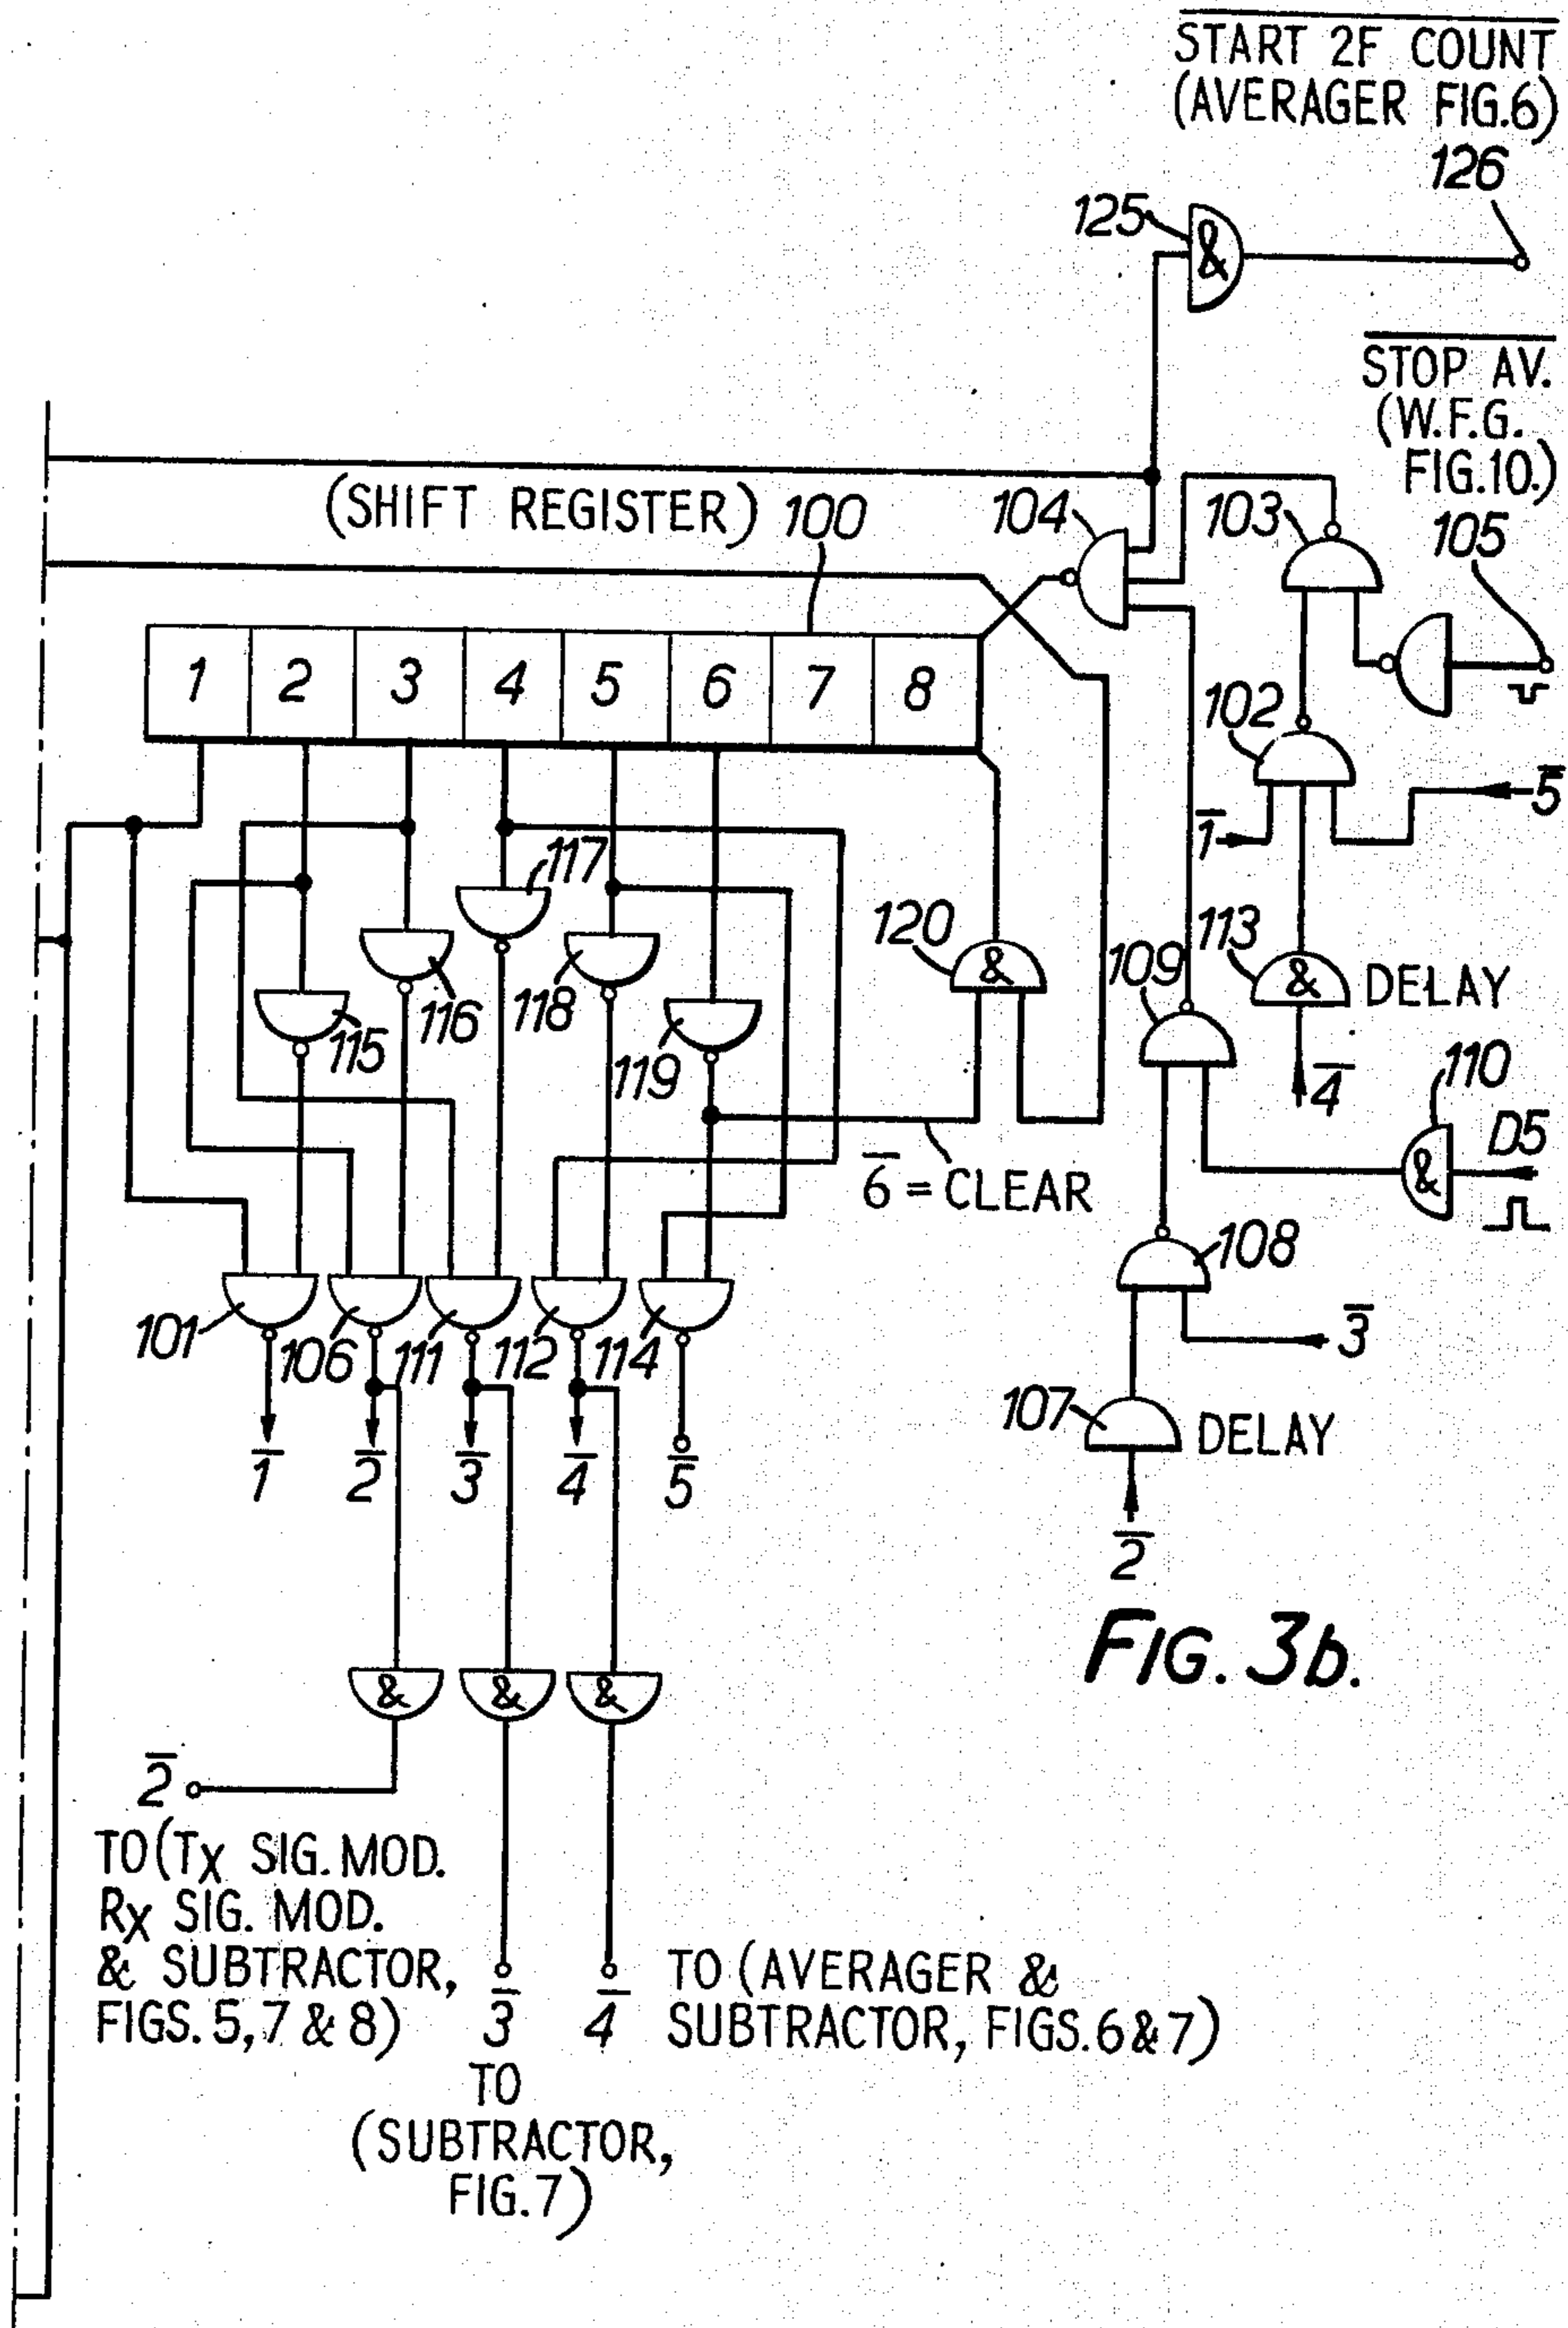 START 2F COUNT
(AVERAGER FIG.6)
126
125
&
STOP AV.
(W.F.G.
FIG.10.)
105
(SHIFT REGISTER) 100
104
103
1 2 3 4 5 6 7 8
102
5̅
1̅
117
120
&
113
&
DELAY
109
116
118
115
119
4̅
110
&
D5
6̅ = CLEAR
108
101
106
111
112
114
3̅
107
DELAY
1̅ 2̅ 3̅ 4̅ 5̅
2̅
FIG. 3b.
& & &
2̅
TO (TX SIG. MOD.
RX SIG. MOD.
& SUBTRACTOR,
FIGS. 5, 7 & 8)
3̅
TO
(SUBTRACTOR,
FIG.7)
4̅
TO (AVERAGER &
SUBTRACTOR, FIGS. 6 & 7)